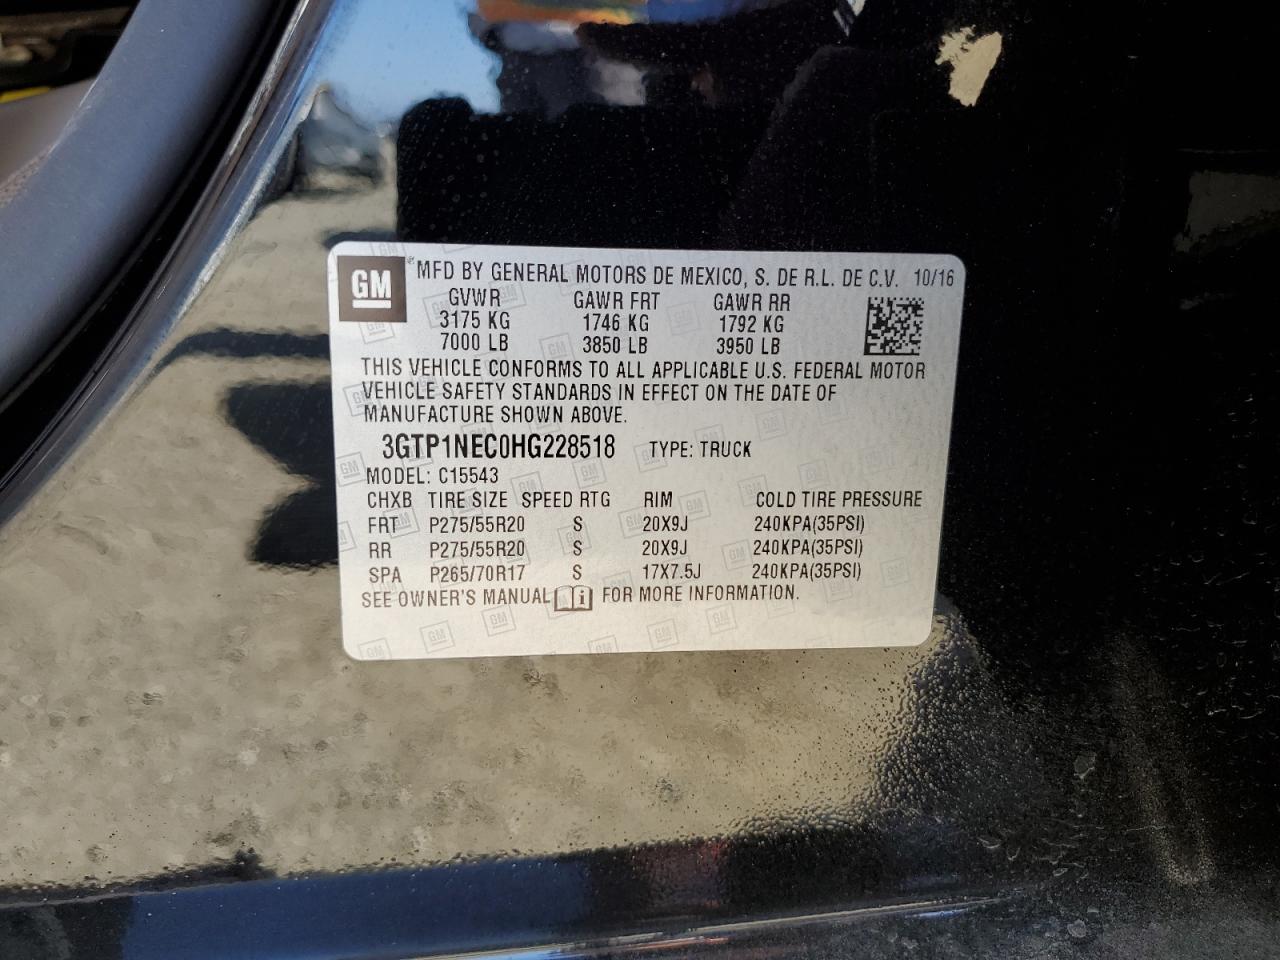 GM MFD BY GENERAL MOTORS DE MEXICO, S. DE R.L. DE C.V. 10/16
GVWR GAWR FRT GAWR RR
3175 KG 1746 KG 1792 KG
7000 LB 3850 LB 3950 LB
THIS VEHICLE CONFORMS TO ALL APPLICABLE U.S. FEDERAL MOTOR
VEHICLE SAFETY STANDARDS IN EFFECT ON THE DATE OF
MANUFACTURE SHOWN ABOVE.
3GTP1NEC0HG228518 TYPE: TRUCK
MODEL: C15543
CHXB TIRE SIZE SPEED RTG RIM COLD TIRE PRESSURE
FRT P275/55R20 S 20X9J 240KPA(35PSI)
RR P275/55R20 S 20X9J 240KPA(35PSI)
SPA P265/70R17 S 17X7.5J 240KPA(35PSI)
SEE OWNER'S MANUAL FOR MORE INFORMATION.